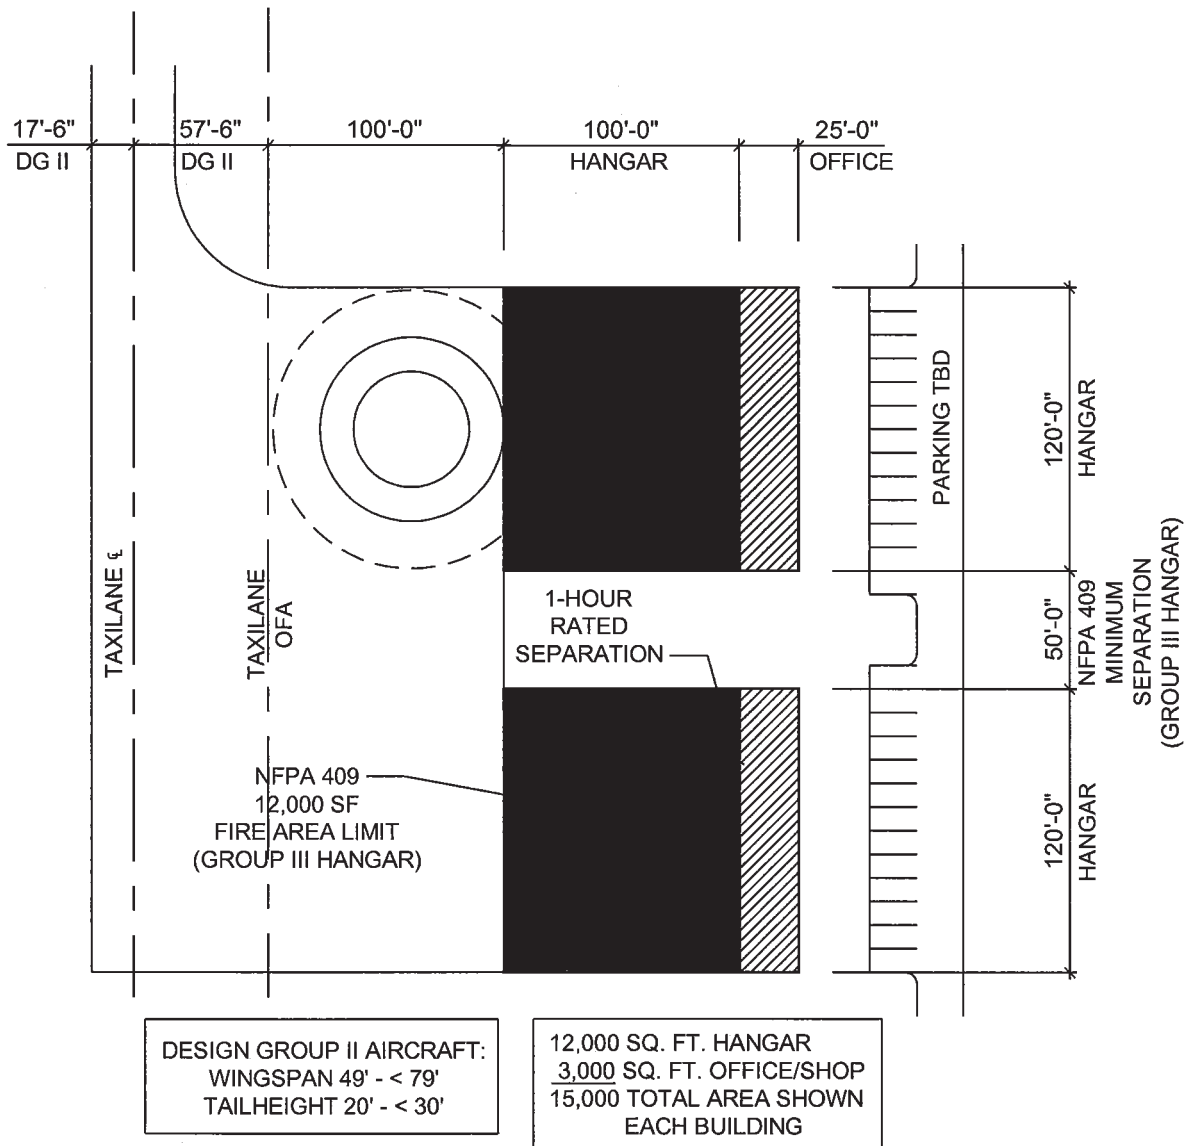 17'-6"
DG II
57'-6"
DG II
100'-0"
100'-0"
HANGAR
25'-0"
OFFICE
TAXILANE ℄
TAXILANE
OFA
1-HOUR
RATED
SEPARATION
NFPA 409
12,000 SF
FIRE AREA LIMIT
(GROUP III HANGAR)
PARKING TBD
120'-0"
HANGAR
50'-0"
NFPA 409
MINIMUM
SEPARATION
(GROUP III HANGAR)
120'-0"
HANGAR
DESIGN GROUP II AIRCRAFT:
WINGSPAN 49' - < 79'
TAILHEIGHT 20' - < 30'
12,000 SQ. FT. HANGAR
3,000 SQ. FT. OFFICE/SHOP
15,000 TOTAL AREA SHOWN
EACH BUILDING